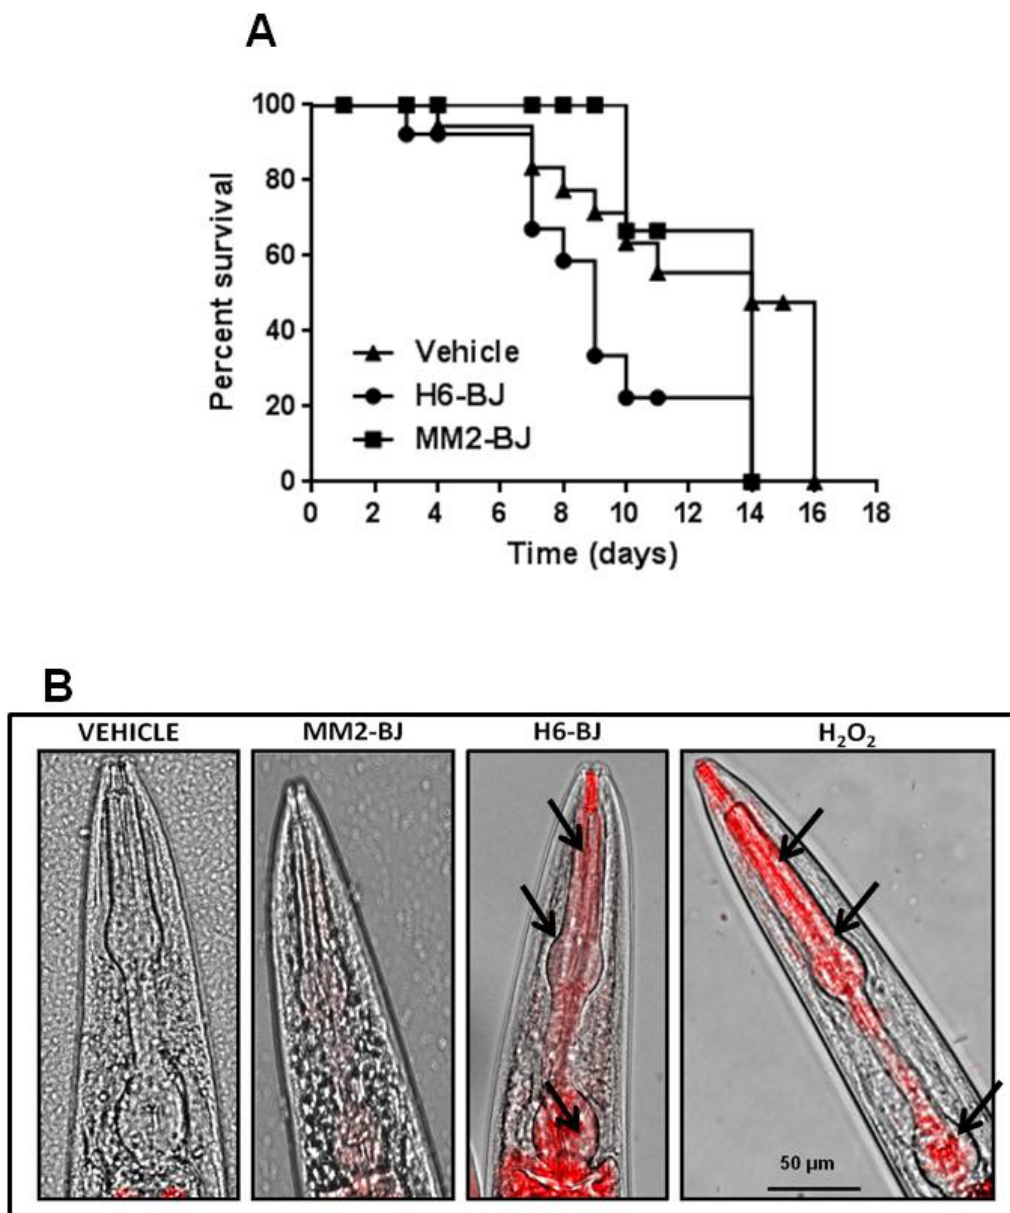 A
100
80
60
40
20
0
Percent survival
Vehicle
H6-BJ
MM2-BJ
0 2 4 6 8 10 12 14 16 18
Time (days)
B
VEHICLE MM2-BJ H6-BJ H₂O₂
50 µm